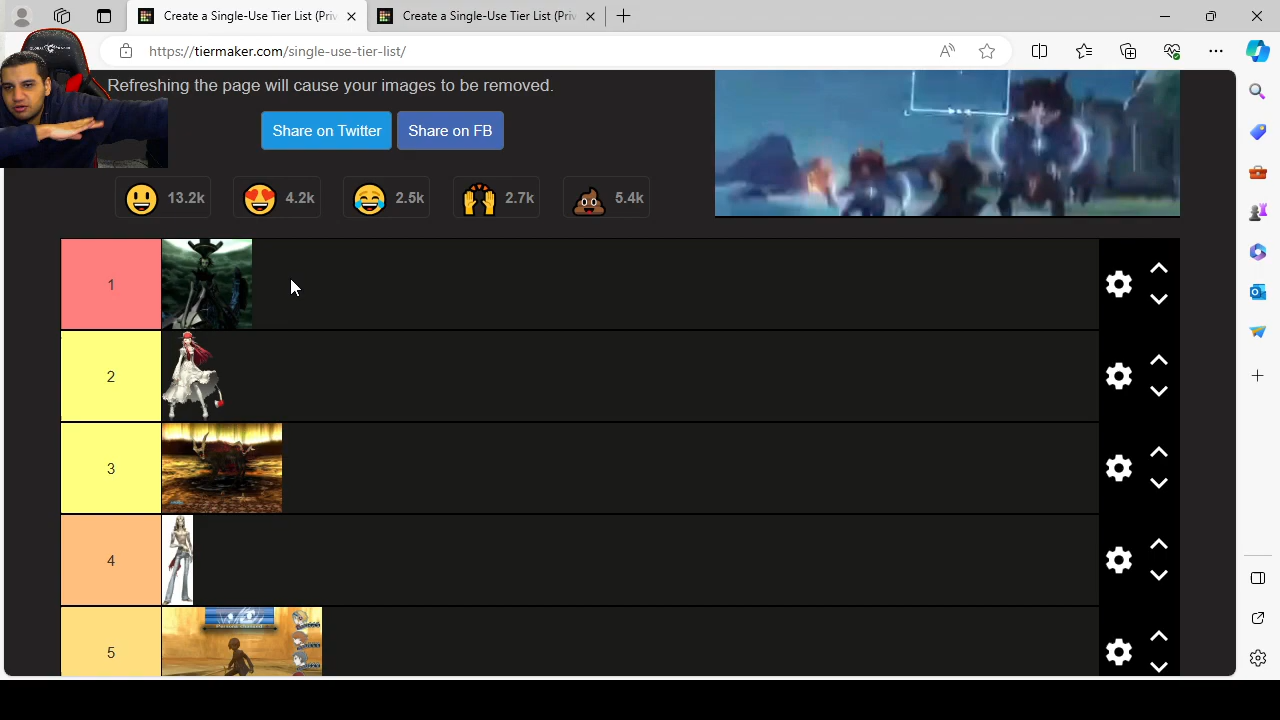 Create a Single-Use Tier List (Priv
Create a Single-Use Tier List (Priv
https://tiermaker.com/single-use-tier-list/
Refreshing the page will cause your images to be removed.
Share on Twitter
Share on FB
13.2k
4.2k
2.5k
2.7k
5.4k
1
2
3
4
5